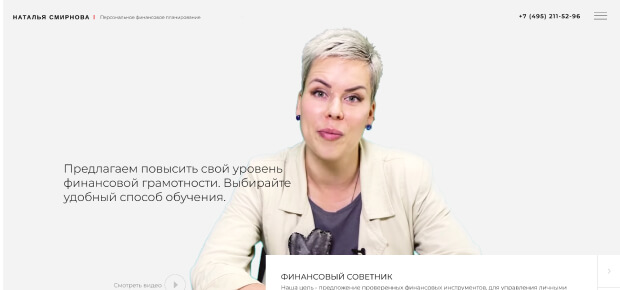 НАТАЛЬЯ СМИРНОВА | Персональное финансовое планирование
+7 (495) 211-52-96
Предлагаем повысить свой уровень
финансовой грамотности. Выбирайте
удобный способ обучения.
Смотреть видео
ФИНАНСОВЫЙ СОВЕТНИК
Наша цель - предложение проверенных финансовых инструментов, для управления личными